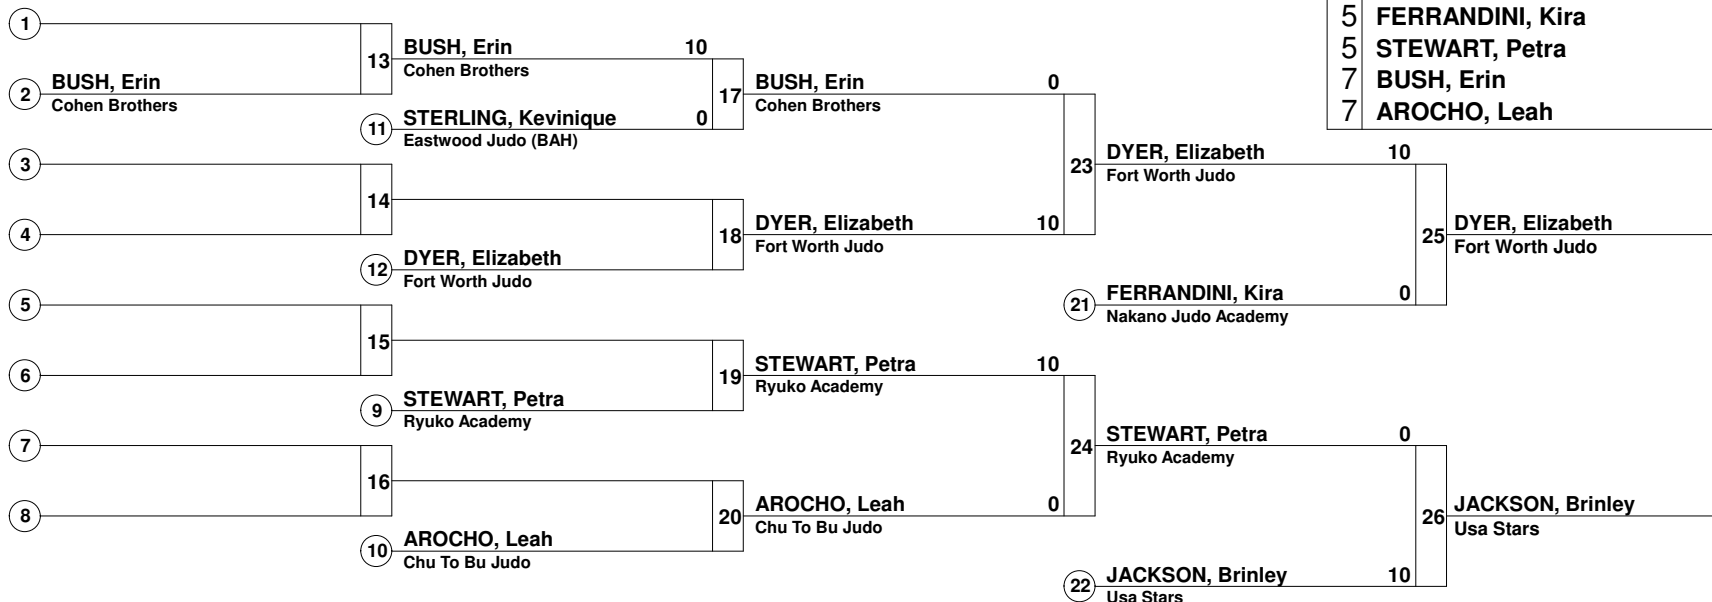 1
5 FERRANDINI, Kira
5 STEWART, Petra
7 BUSH, Erin
7 AROCHO, Leah
13 BUSH, Erin 10
Cohen Brothers
2 BUSH, Erin
Cohen Brothers
17 BUSH, Erin 0
Cohen Brothers
11 STERLING, Kevinique 0
Eastwood Judo (BAH)
3
23 DYER, Elizabeth 10
Fort Worth Judo
14
4
18 DYER, Elizabeth 10
Fort Worth Judo
25 DYER, Elizabeth
Fort Worth Judo
12 DYER, Elizabeth
Fort Worth Judo
5
21 FERRANDINI, Kira 0
Nakano Judo Academy
15
6
19 STEWART, Petra 10
Ryuko Academy
9 STEWART, Petra
Ryuko Academy
7
24 STEWART, Petra 0
Ryuko Academy
16
8
20 AROCHO, Leah 0
Chu To Bu Judo
26 JACKSON, Brinley
Usa Stars
10 AROCHO, Leah
Chu To Bu Judo
22 JACKSON, Brinley 10
Usa Stars